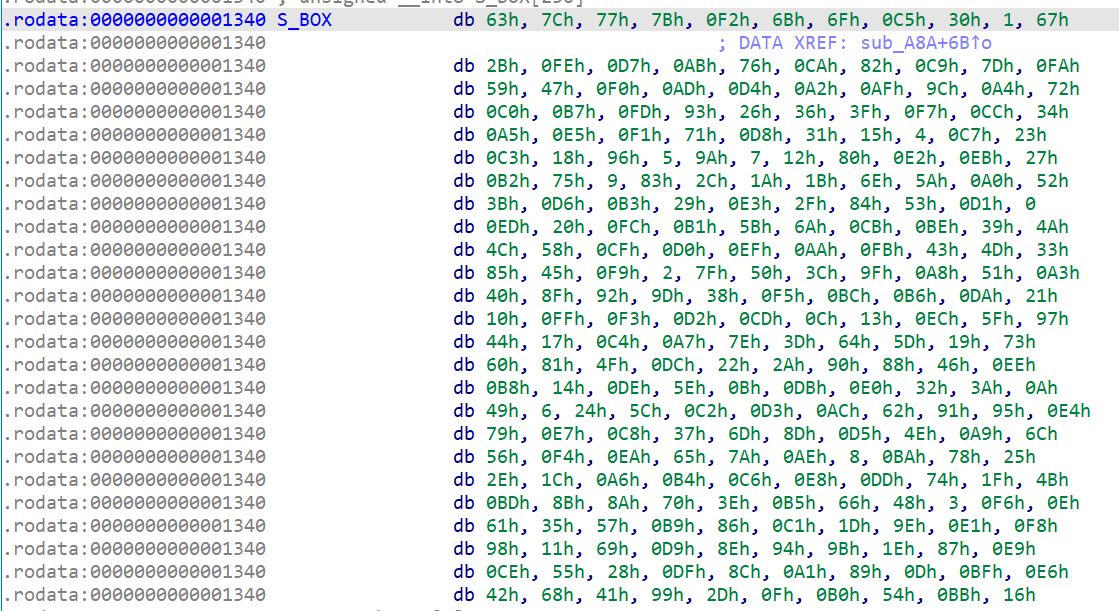 .rodata:0000000000001340 S_BOX db 63h, 7Ch, 77h, 7Bh, 0F2h, 6Bh, 6Fh, 0C5h, 30h, 1, 67h
.rodata:0000000000001340 ; DATA XREF: sub_A8A+6B↑o
.rodata:0000000000001340 db 2Bh, 0FEh, 0D7h, 0ABh, 76h, 0CAh, 82h, 0C9h, 7Dh, 0FAh
.rodata:0000000000001340 db 59h, 47h, 0F0h, 0ADh, 0D4h, 0A2h, 0AFh, 9Ch, 0A4h, 72h
.rodata:0000000000001340 db 0C0h, 0B7h, 0FDh, 93h, 26h, 36h, 3Fh, 0F7h, 0CCh, 34h
.rodata:0000000000001340 db 0A5h, 0E5h, 0F1h, 71h, 0D8h, 31h, 15h, 4, 0C7h, 23h
.rodata:0000000000001340 db 0C3h, 18h, 96h, 5, 9Ah, 7, 12h, 80h, 0E2h, 0EBh, 27h
.rodata:0000000000001340 db 0B2h, 75h, 9, 83h, 2Ch, 1Ah, 1Bh, 6Eh, 5Ah, 0A0h, 52h
.rodata:0000000000001340 db 3Bh, 0D6h, 0B3h, 29h, 0E3h, 2Fh, 84h, 53h, 0D1h, 0
.rodata:0000000000001340 db 0EDh, 20h, 0FCh, 0B1h, 5Bh, 6Ah, 0CBh, 0BEh, 39h, 4Ah
.rodata:0000000000001340 db 4Ch, 58h, 0CFh, 0D0h, 0EFh, 0AAh, 0FBh, 43h, 4Dh, 33h
.rodata:0000000000001340 db 85h, 45h, 0F9h, 2, 7Fh, 50h, 3Ch, 9Fh, 0A8h, 51h, 0A3h
.rodata:0000000000001340 db 40h, 8Fh, 92h, 9Dh, 38h, 0F5h, 0BCh, 0B6h, 0DAh, 21h
.rodata:0000000000001340 db 10h, 0FFh, 0F3h, 0D2h, 0CDh, 0Ch, 13h, 0ECh, 5Fh, 97h
.rodata:0000000000001340 db 44h, 17h, 0C4h, 0A7h, 7Eh, 3Dh, 64h, 5Dh, 19h, 73h
.rodata:0000000000001340 db 60h, 81h, 4Fh, 0DCh, 22h, 2Ah, 90h, 88h, 46h, 0EEh
.rodata:0000000000001340 db 0B8h, 14h, 0DEh, 5Eh, 0Bh, 0DBh, 0E0h, 32h, 3Ah, 0Ah
.rodata:0000000000001340 db 49h, 6, 24h, 5Ch, 0C2h, 0D3h, 0ACh, 62h, 91h, 95h, 0E4h
.rodata:0000000000001340 db 79h, 0E7h, 0C8h, 37h, 6Dh, 8Dh, 0D5h, 4Eh, 0A9h, 6Ch
.rodata:0000000000001340 db 56h, 0F4h, 0EAh, 65h, 7Ah, 0AEh, 8, 0BAh, 78h, 25h
.rodata:0000000000001340 db 2Eh, 1Ch, 0A6h, 0B4h, 0C6h, 0E8h, 0DDh, 74h, 1Fh, 4Bh
.rodata:0000000000001340 db 0BDh, 8Bh, 8Ah, 70h, 3Eh, 0B5h, 66h, 48h, 3, 0F6h, 0Eh
.rodata:0000000000001340 db 61h, 35h, 57h, 0B9h, 86h, 0C1h, 1Dh, 9Eh, 0E1h, 0F8h
.rodata:0000000000001340 db 98h, 11h, 69h, 0D9h, 8Eh, 94h, 9Bh, 1Eh, 87h, 0E9h
.rodata:0000000000001340 db 0CEh, 55h, 28h, 0DFh, 8Ch, 0A1h, 89h, 0Dh, 0BFh, 0E6h
.rodata:0000000000001340 db 42h, 68h, 41h, 99h, 2Dh, 0Fh, 0B0h, 54h, 0BBh, 16h